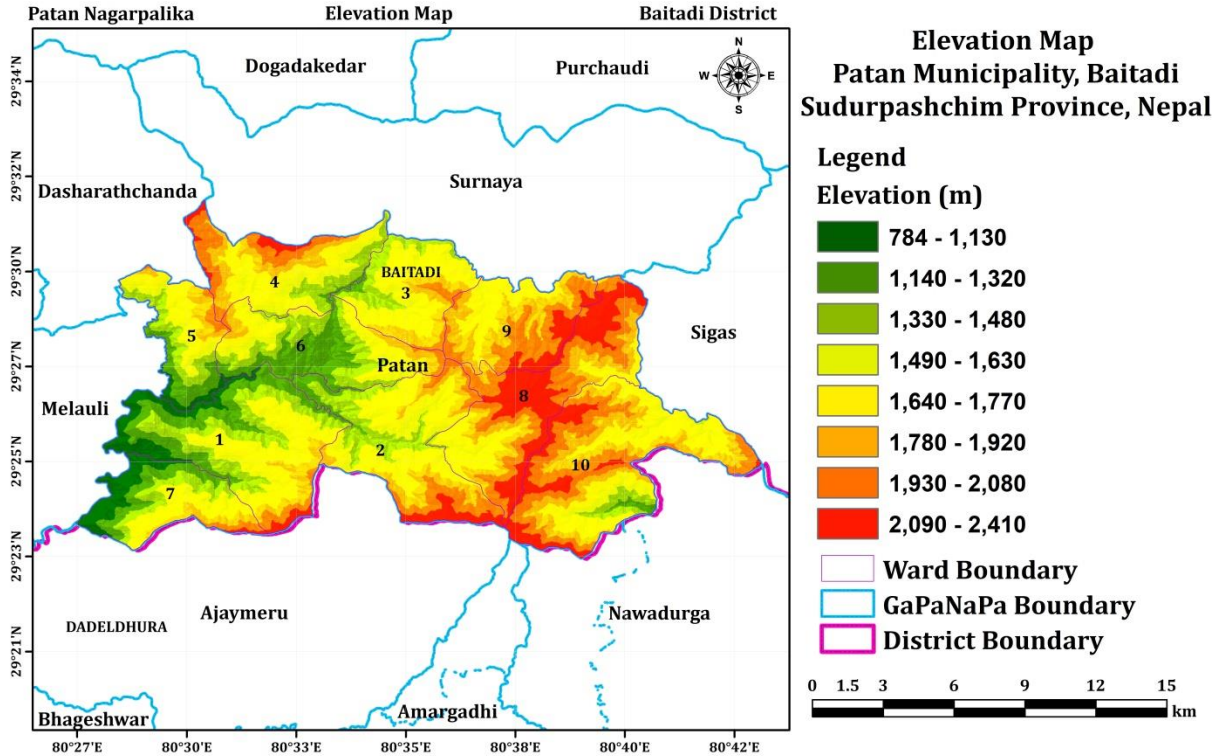 Patan Nagarpalika
Elevation Map
Baitadi District
Elevation Map
Patan Municipality, Baitadi
Sudurpashchim Province, Nepal
Legend
Elevation (m)
784 - 1,130
1,140 - 1,320
1,330 - 1,480
1,490 - 1,630
1,640 - 1,770
1,780 - 1,920
1,930 - 2,080
2,090 - 2,410
Ward Boundary
GaPaNaPa Boundary
District Boundary
0 1.5 3 6 9 12 15
km
N
W E
S
Dogadakedar
Purchaudi
Dasharathchanda
Surnaya
BAITADI
4
3
5
6
9
Sigas
Patan
Melauli
8
1
2
10
7
Ajaymeru
Nawadurga
DADELDHURA
Bhageshwar
Amargadhi
29°34'N
29°32'N
29°30'N
29°27'N
29°25'N
29°23'N
29°21'N
80°27'E 80°30'E 80°33'E 80°35'E 80°38'E 80°40'E 80°42'E